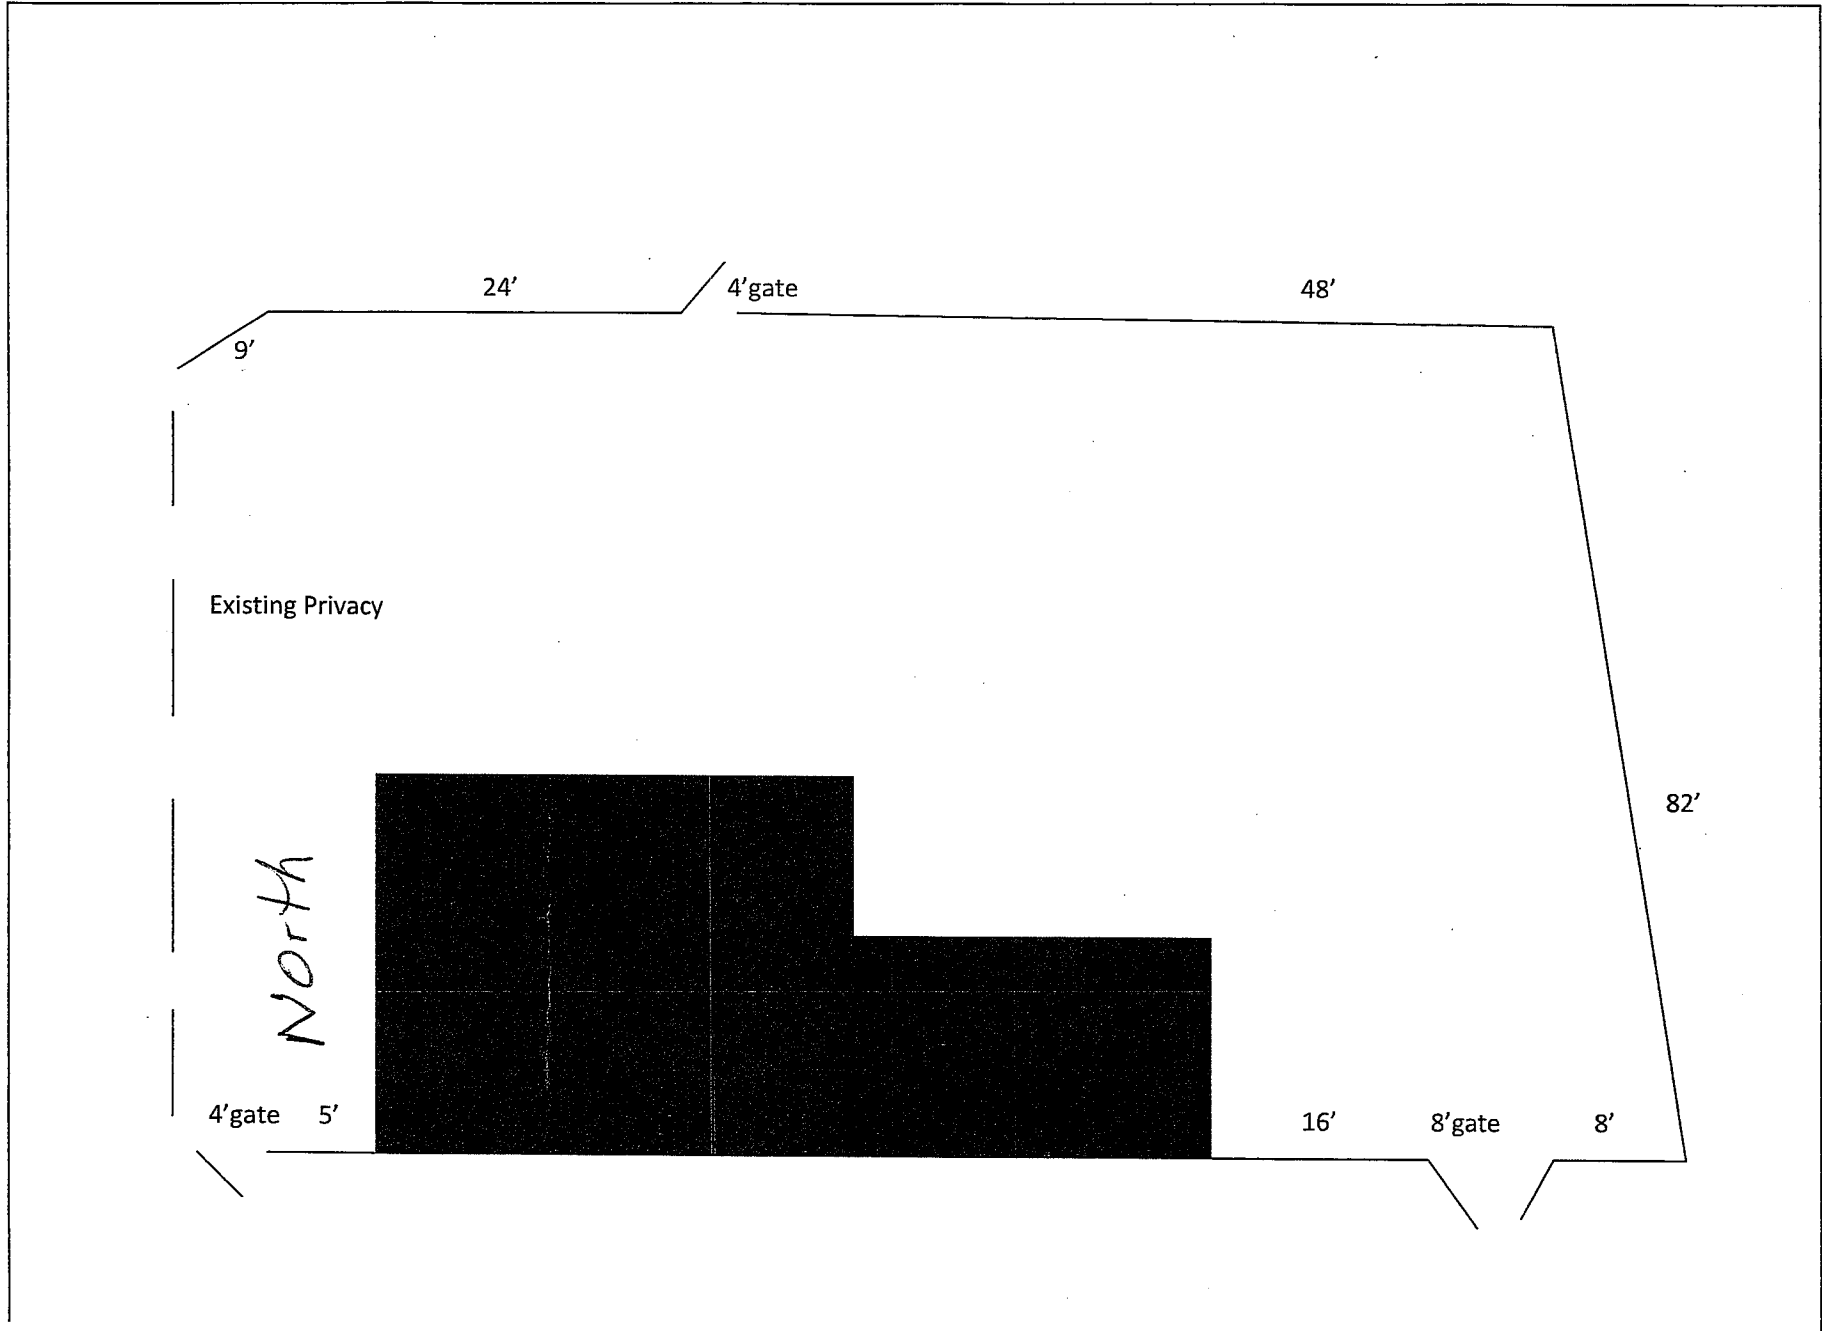 24’
4’gate
48’
9’
Existing Privacy
82’
North
4’gate
5’
16’
8’gate
8’